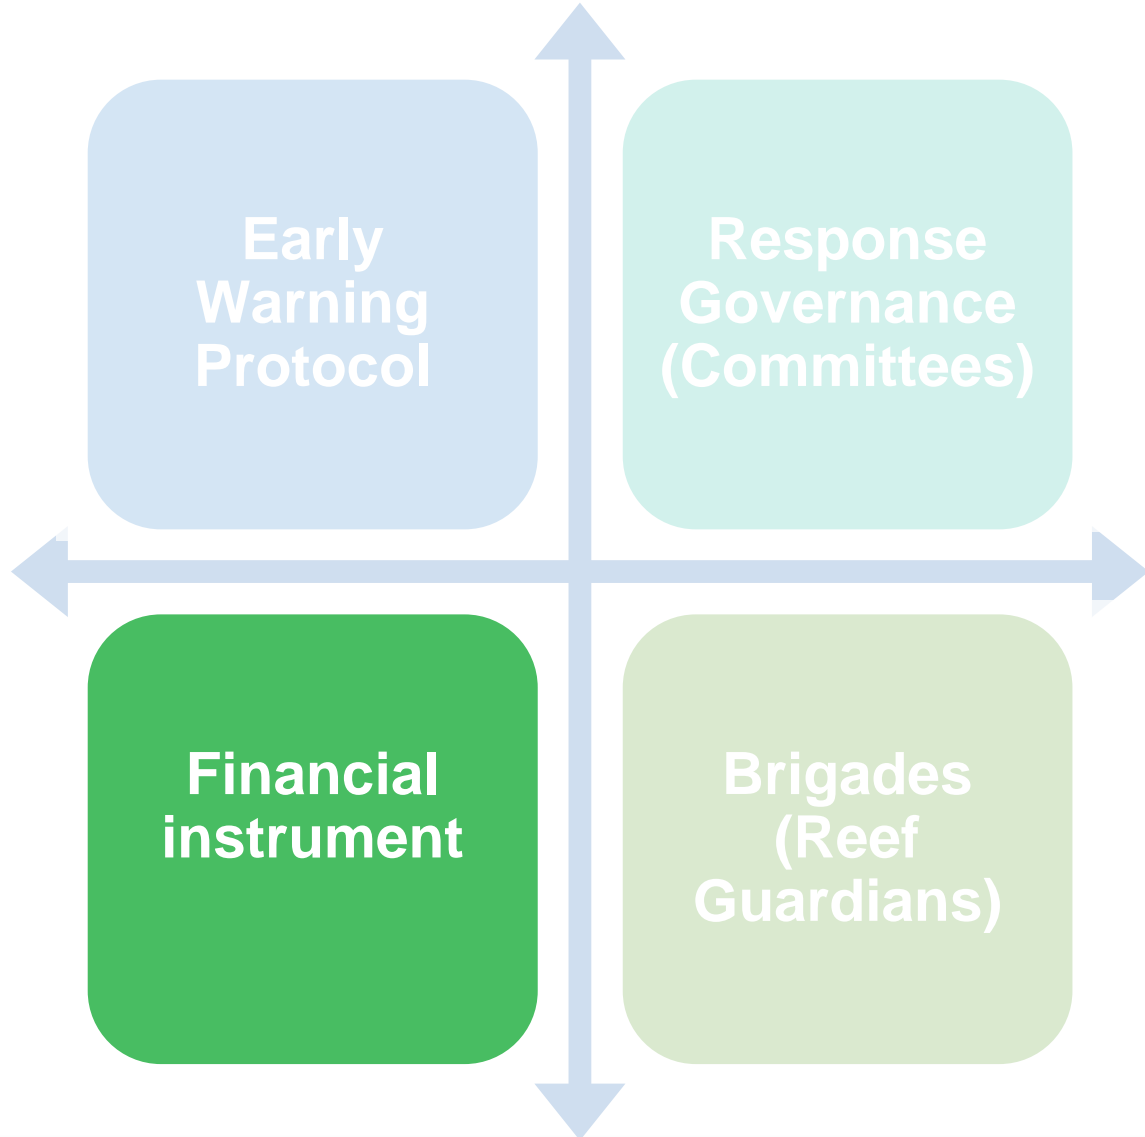 Early
Warning
Protocol
Response
Governance
(Committees)
Financial
instrument
Brigades
(Reef
Guardians)